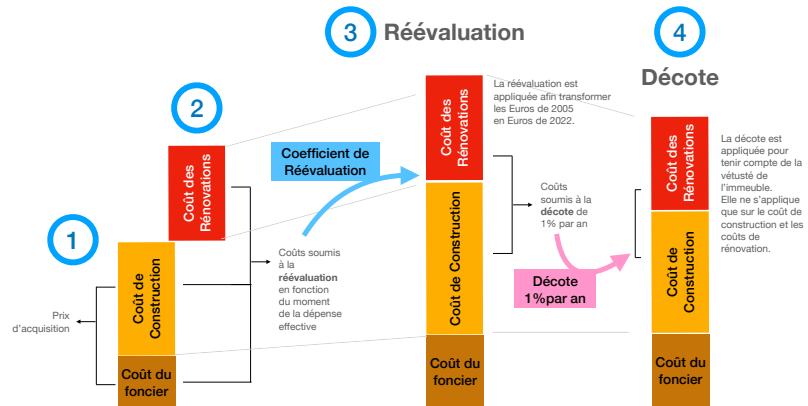 1
Prix
d'acquisition
Coût de
Construction
Coût du
foncier
2
Coût des
Rénovations
Coûts soumis
à la
réévaluation
en fonction
du moment
de la dépense
effective
3
Réévaluation
Coefficient de
Réévaluation
La réévaluation est
appliquée afin transformer
les Euros de 2005
en Euros de 2022.
Coût des
Rénovations
Coût de Construction
Coût du
foncier
Coûts
soumis à la
décote de
1% par an
Décote
1%par an
4
Décote
Coût des
Rénovations
Coût de
Construction
Coût du
foncier
La décote est
appliquée pour
tenir compte de la
vétusté de
l'immeuble.
Elle ne s'applique
que sur le coût de
construction et les
coûts de
rénovation.